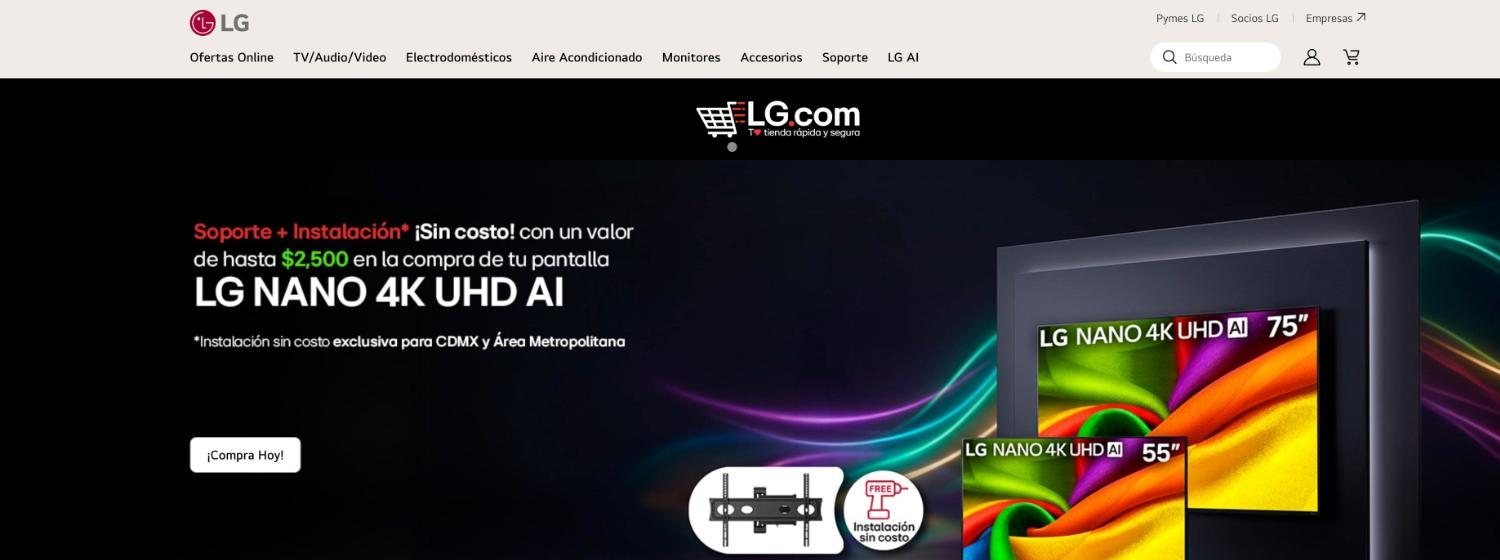 LG
Pymes LG
Socios LG
Empresas
Ofertas Online
TV/Audio/Video
Electrodomésticos
Aire Acondicionado
Monitores
Accesorios
Soporte
LG AI
Búsqueda
LG.com
T❤ tienda rápida y segura
Soporte + Instalación* ¡Sin costo! con un valor
de hasta $2,500 en la compra de tu pantalla
LG NANO 4K UHD AI
*Instalación sin costo exclusiva para CDMX y Área Metropolitana
¡Compra Hoy!
LG NANO 4K UHD AI 75”
LG NANO 4K UHD AI 55”
FREE
Instalación
sin costo